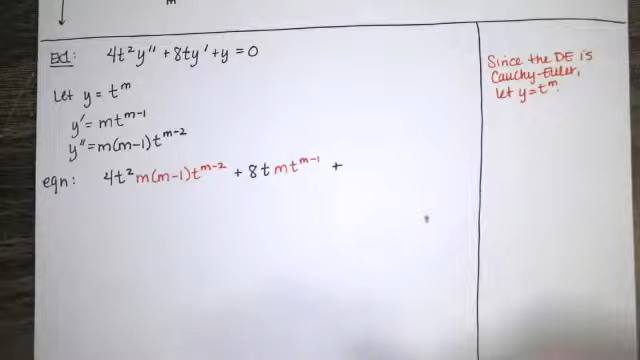 m
Ex1: 4t²y'' + 8ty' + y = 0
Let y = t^m
y' = mt^(m-1)
y'' = m(m-1)t^(m-2)
eqn: 4t² m(m-1)t^(m-2) + 8t mt^(m-1) +
Since the DE is
Cauchy-Euler,
let y=t^m.